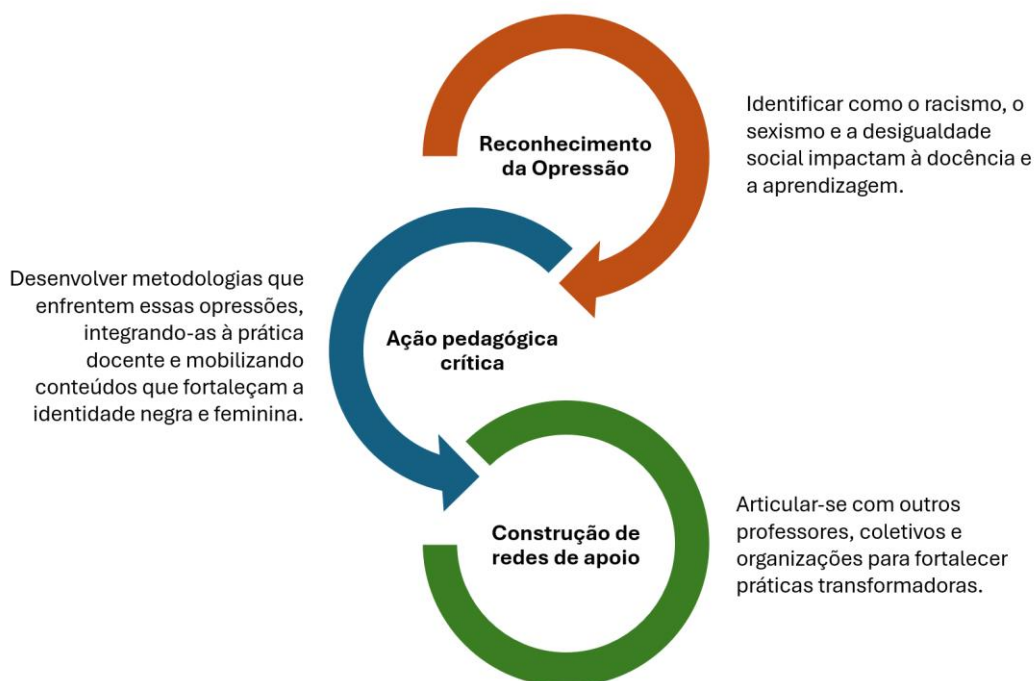 Reconhecimento
da Opressão
Identificar como o racismo, o
sexismo e a desigualdade
social impactam à docência e
a aprendizagem.
Ação pedagógica
crítica
Desenvolver metodologias que
enfrentem essas opressões,
integrando-as à prática
docente e mobilizando
conteúdos que fortaleçam a
identidade negra e feminina.
Construção de
redes de apoio
Articular-se com outros
professores, coletivos e
organizações para fortalecer
práticas transformadoras.